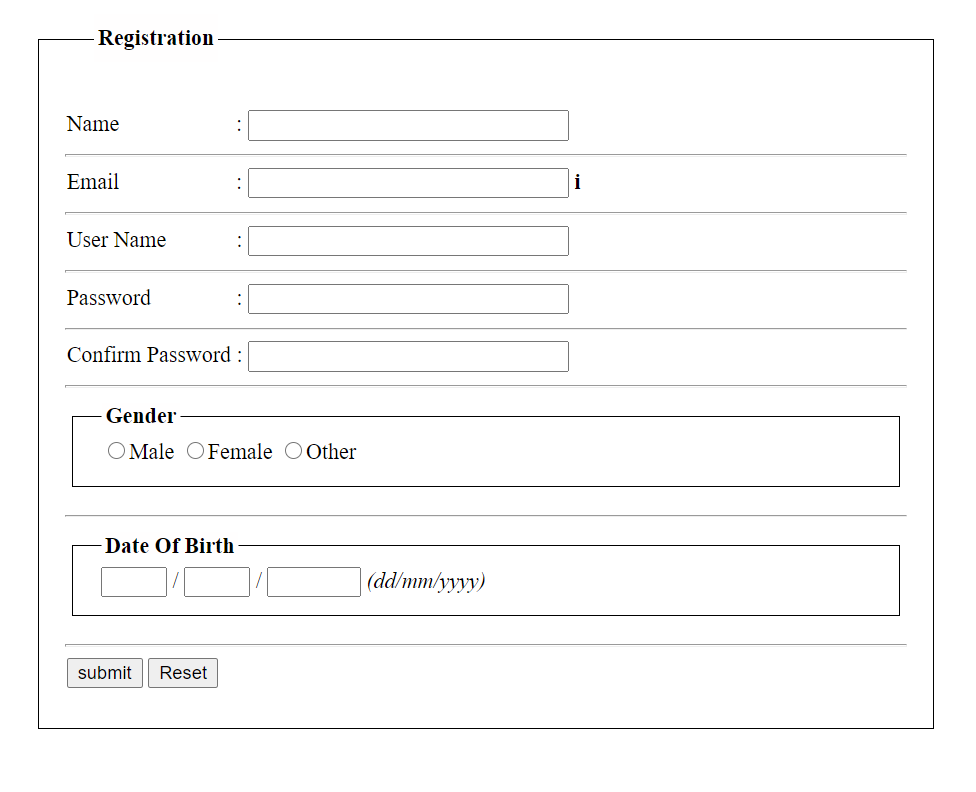 Registration
Name :
Email : i
User Name :
Password :
Confirm Password :
Gender
Male Female Other
Date Of Birth
/ / (dd/mm/yyyy)
submit Reset